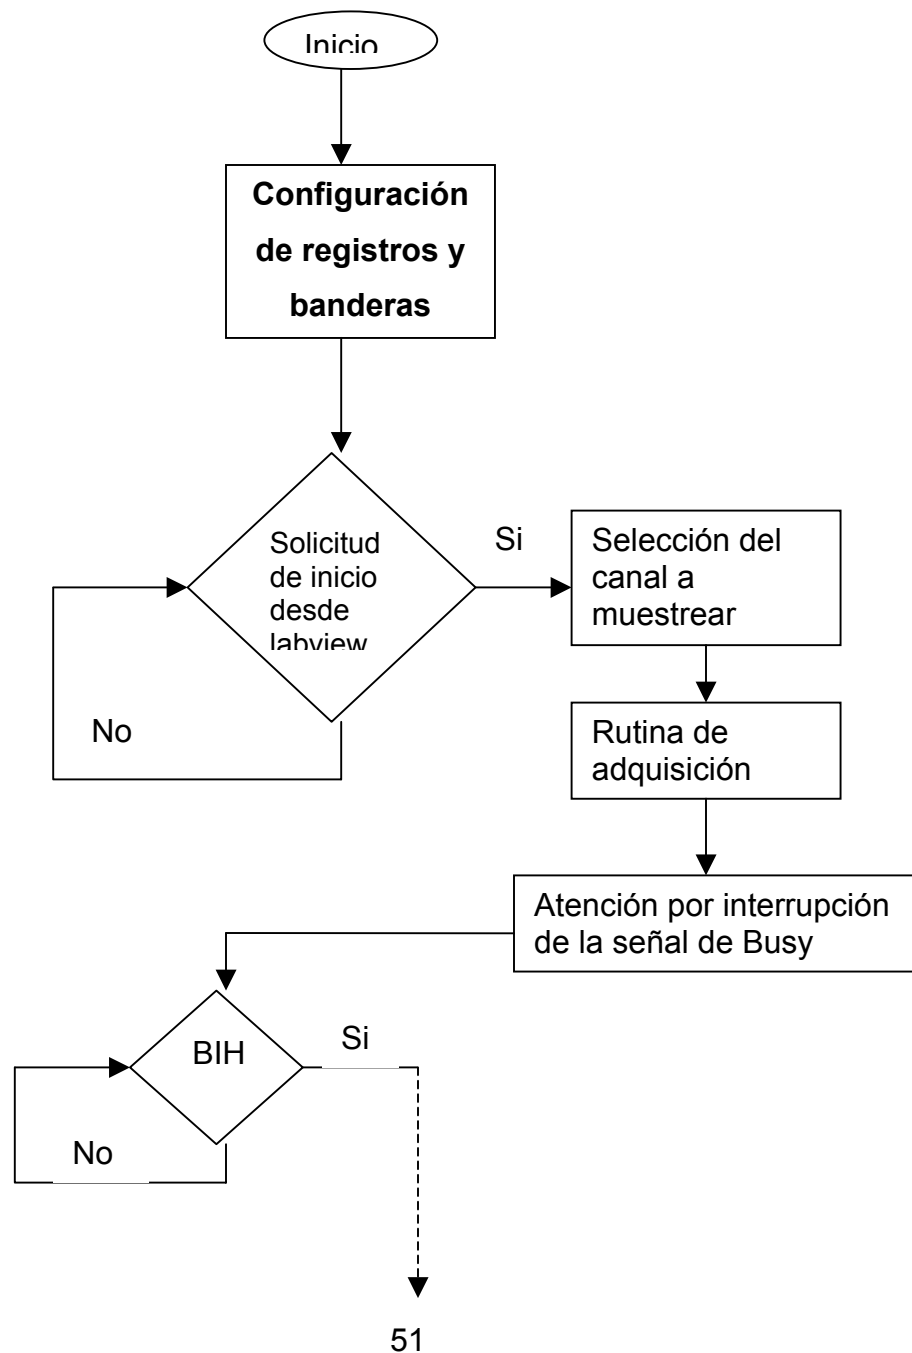 Inicio
Configuración
de registros y
banderas
Solicitud
de inicio
desde
labview
Si
Selección del
canal a
muestrear
No
Rutina de
adquisición
Atención por interrupción
de la señal de Busy
BIH
Si
No
51